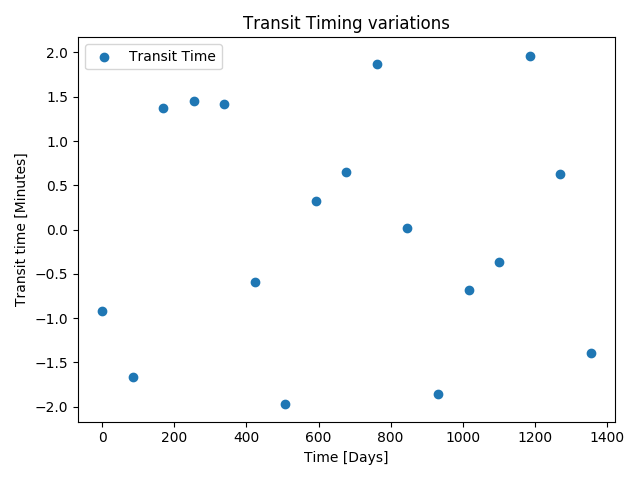 Transit Timing variations
Transit Time
2.0
1.5
1.0
0.5
0.0
−0.5
−1.0
−1.5
−2.0
Transit time [Minutes]
0 200 400 600 800 1000 1200 1400
Time [Days]